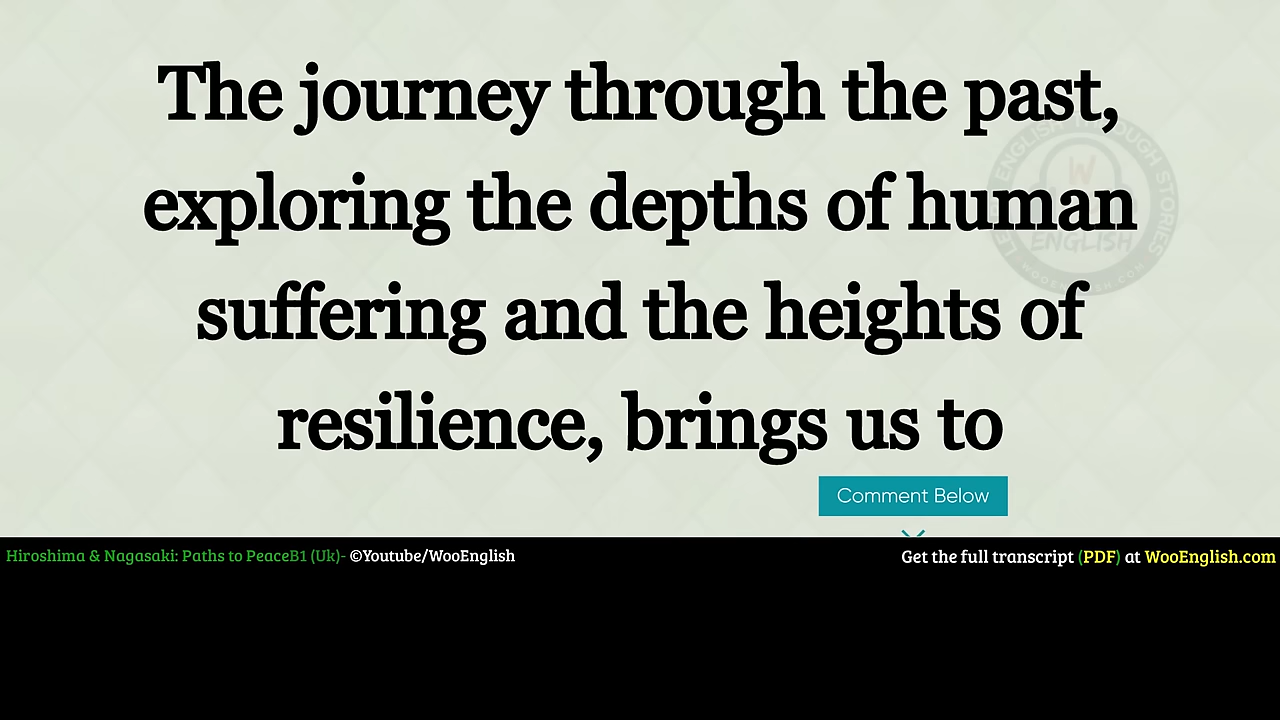 The journey through the past,
exploring the depths of human
suffering and the heights of
resilience, brings us to
Comment Below
Hiroshima & Nagasaki: Paths to PeaceB1 (Uk)- ©Youtube/WooEnglish
Get the full transcript (PDF) at WooEnglish.com